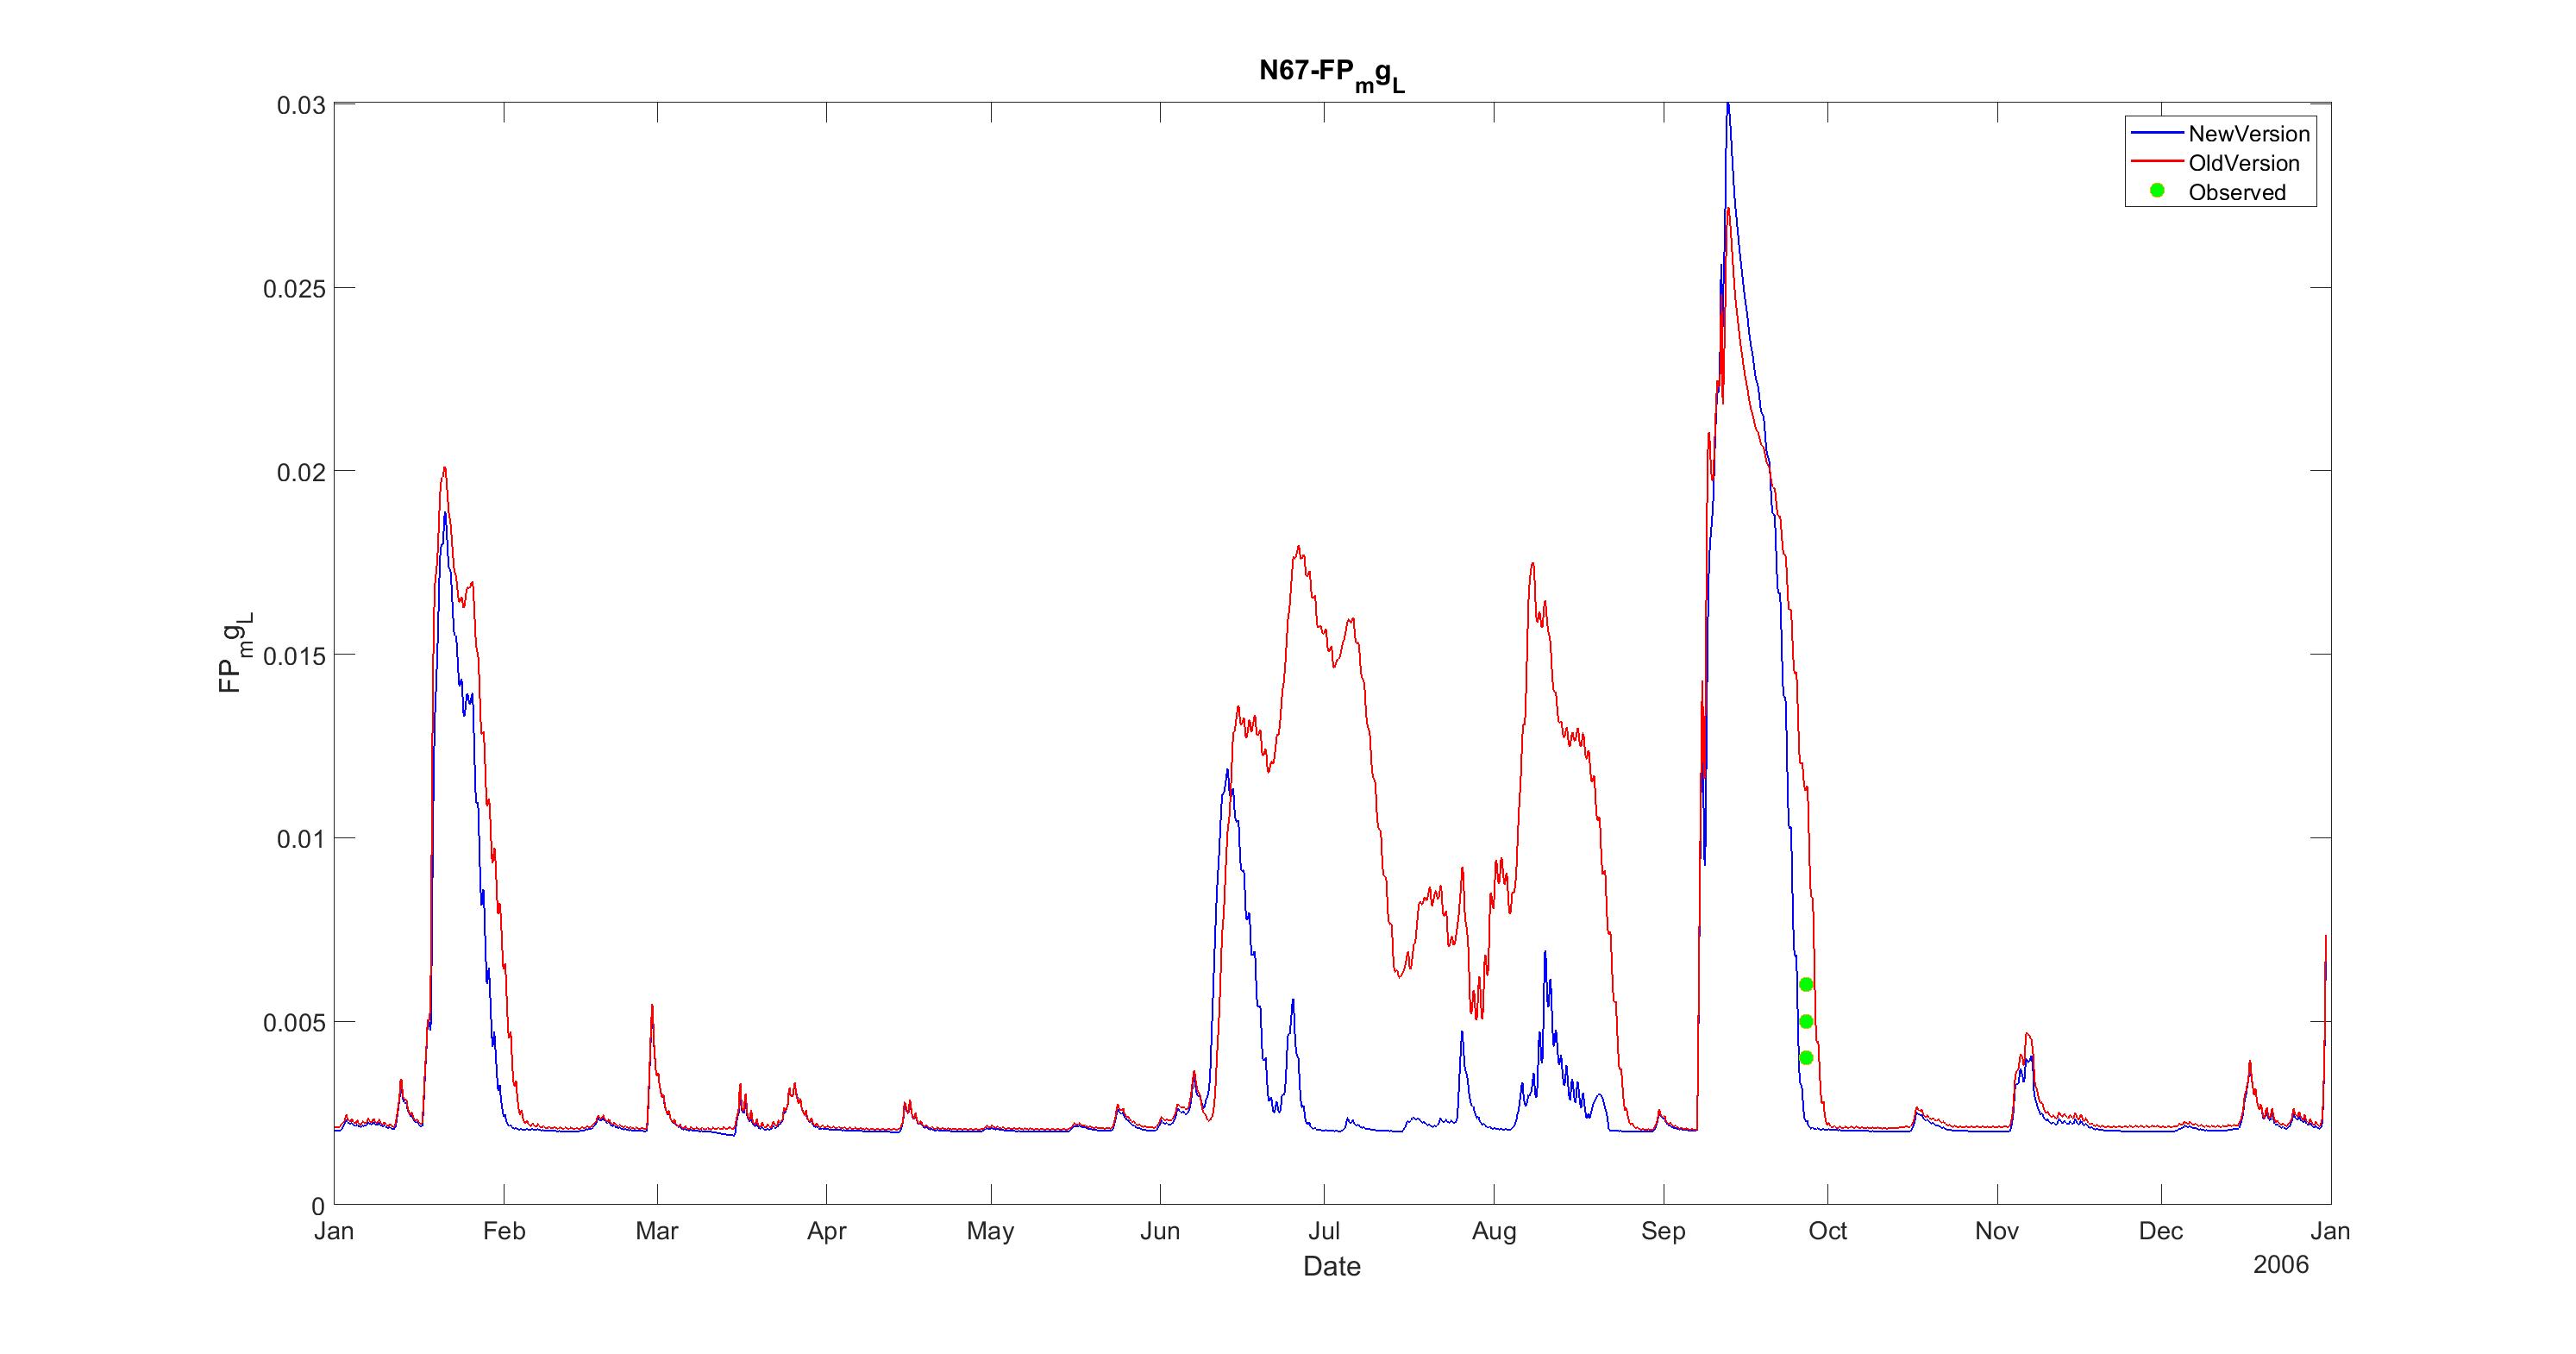 N67-FPmgL
NewVersion
OldVersion
Observed
0.03
0.025
0.02
0.015
0.01
0.005
0
FPmgL
Jan Feb Mar Apr May Jun Jul Aug Sep Oct Nov Dec Jan
Date
2006